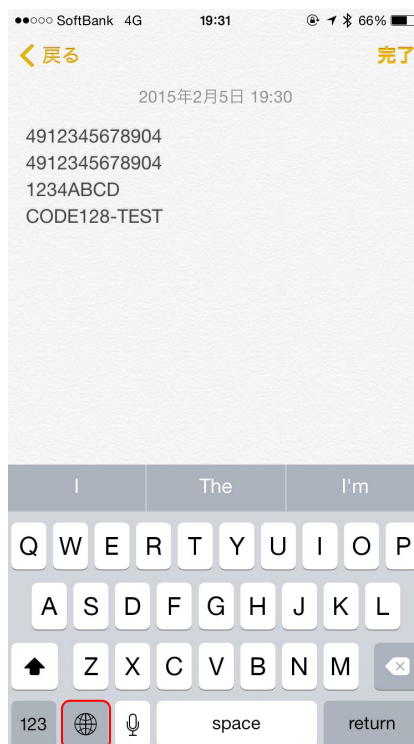 SoftBank 4G 19:31 66%
戻る 完了
2015年2月5日 19:30
4912345678904
4912345678904
1234ABCD
CODE128-TEST
I The I'm
Q W E R T Y U I O P
A S D F G H J K L
Z X C V B N M
123 space return